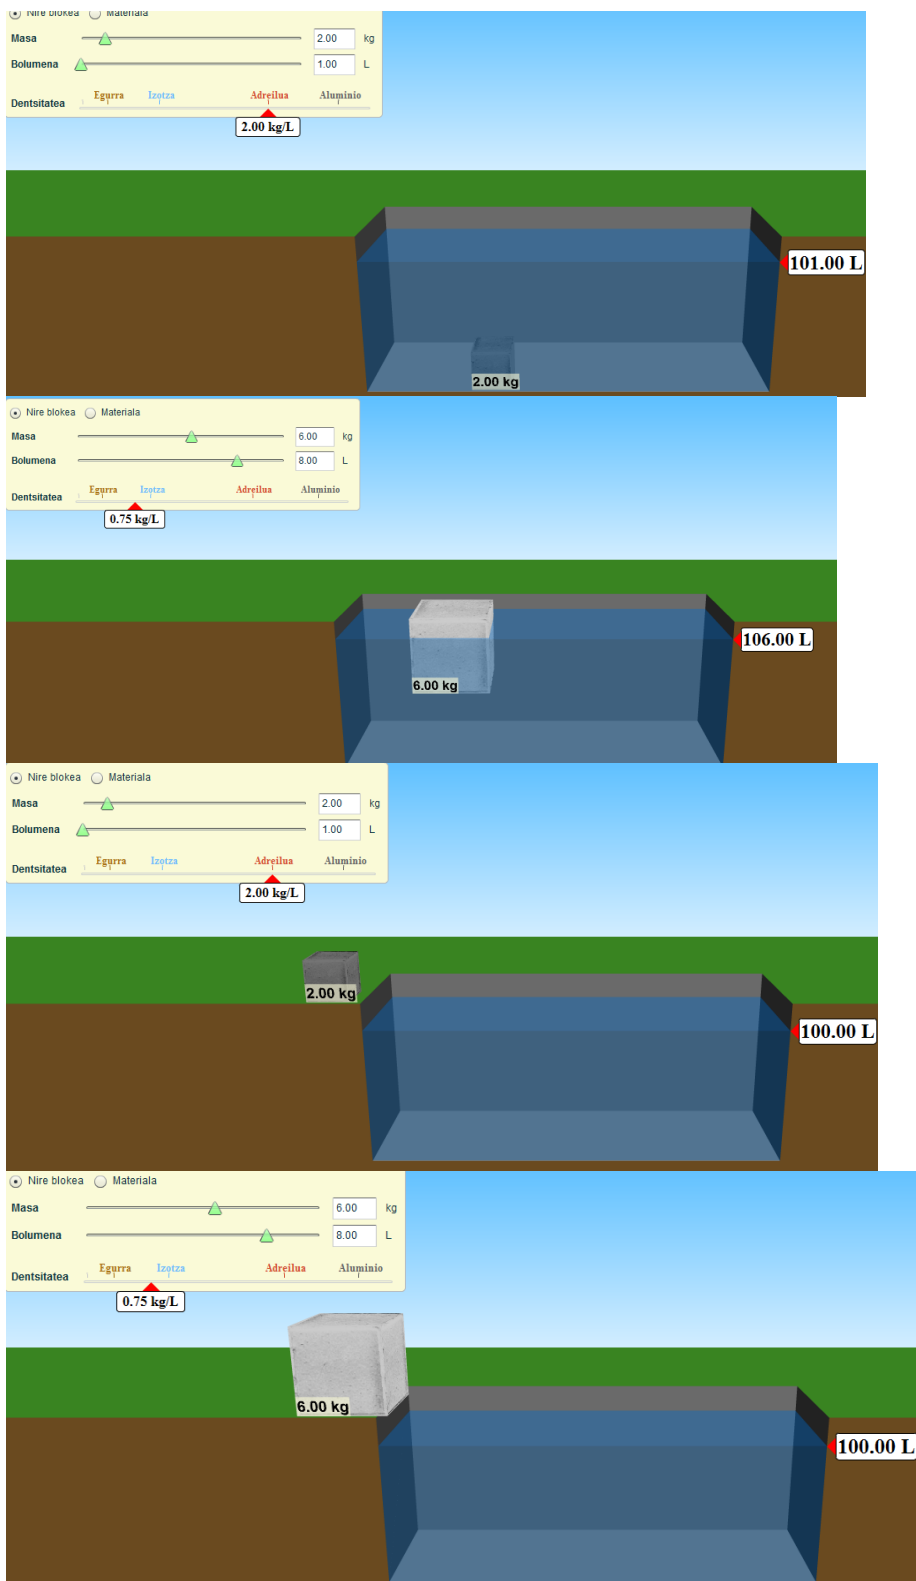 Nire blokea Materiala
Masa 2.00 kg
Bolumena 1.00 L
Egurra Izotza Adreilua Aluminio
Dentsitatea
2.00 kg/L
101.00 L
2.00 kg
Nire blokea Materiala
Masa 6.00 kg
Bolumena 8.00 L
Egurra Izotza Adreilua Aluminio
Dentsitatea
0.75 kg/L
106.00 L
6.00 kg
Nire blokea Materiala
Masa 2.00 kg
Bolumena 1.00 L
Egurra Izotza Adreilua Aluminio
Dentsitatea
2.00 kg/L
2.00 kg
100.00 L
Nire blokea Materiala
Masa 6.00 kg
Bolumena 8.00 L
Egurra Izotza Adreilua Aluminio
Dentsitatea
0.75 kg/L
6.00 kg
100.00 L